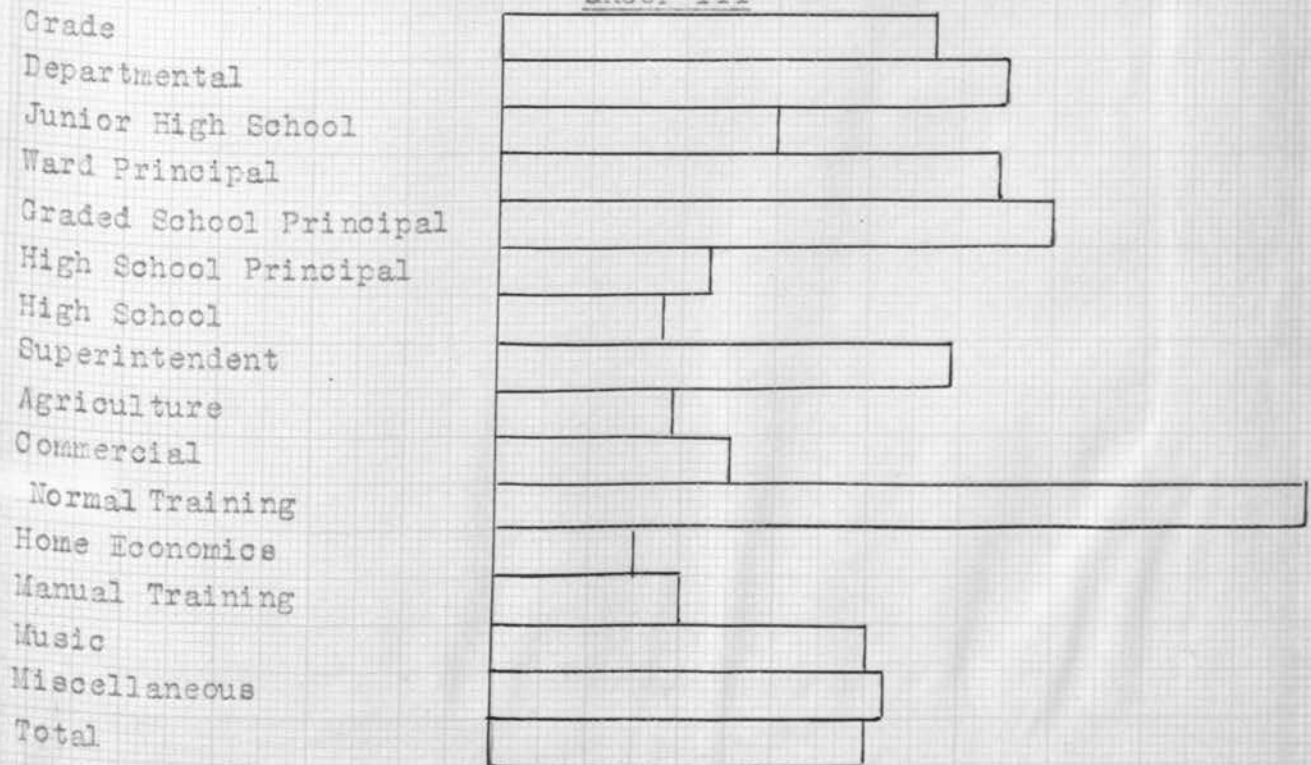 Grade
Departmental
Junior High School
Ward Principal
Graded School Principal
High School Principal
High School
Superintendent
Agriculture
Commercial
Normal Training
Home Economics
Manual Training
Music
Miscellaneous
Total